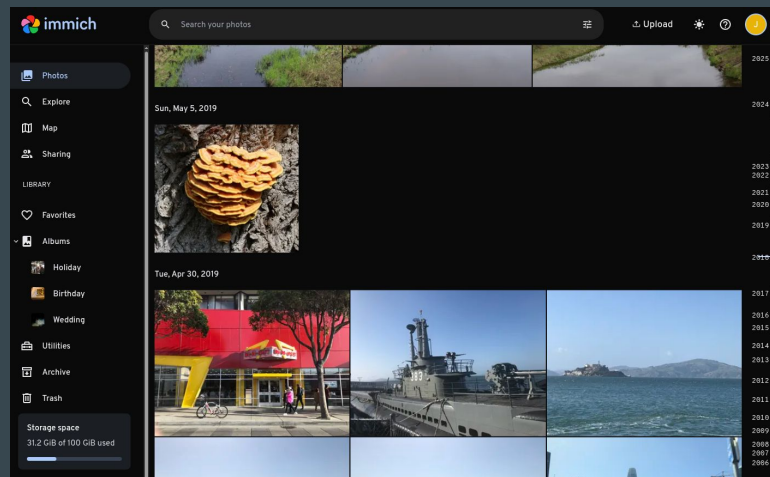 immich
Search your photos
Upload
J
Photos
Explore
Map
Sharing
LIBRARY
Favorites
Albums
Holiday
Birthday
Wedding
Utilities
Archive
Trash
Storage space
31.2 GiB of 100 GiB used
Sun, May 5, 2019
Tue, Apr 30, 2019
383
2025
2024
2023
2022
2021
2020
2019
2018
2017
2016
2015
2014
2013
2012
2011
2010
2009
2008
2007
2006